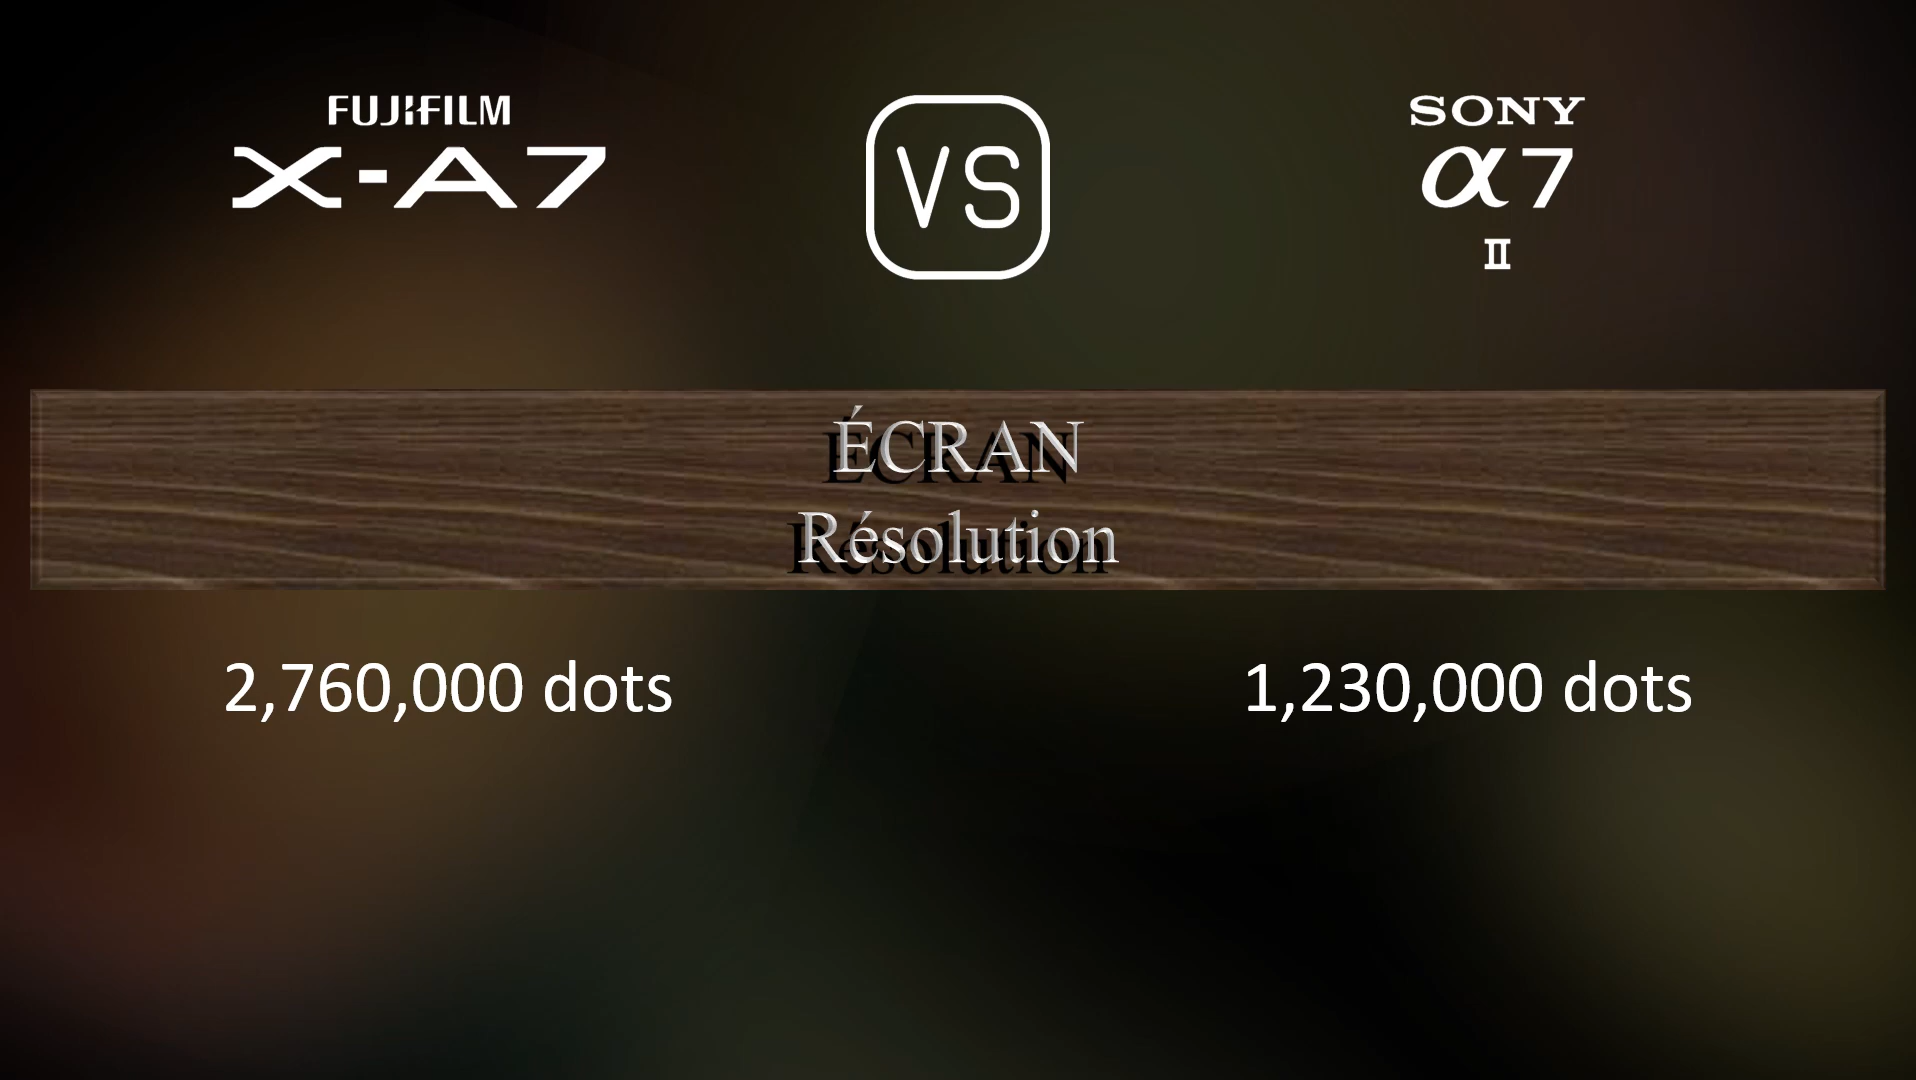 FUJIFILM
X-A7
VS
SONY
α7
II
ÉCRAN
Résolution
2,760,000 dots
1,230,000 dots